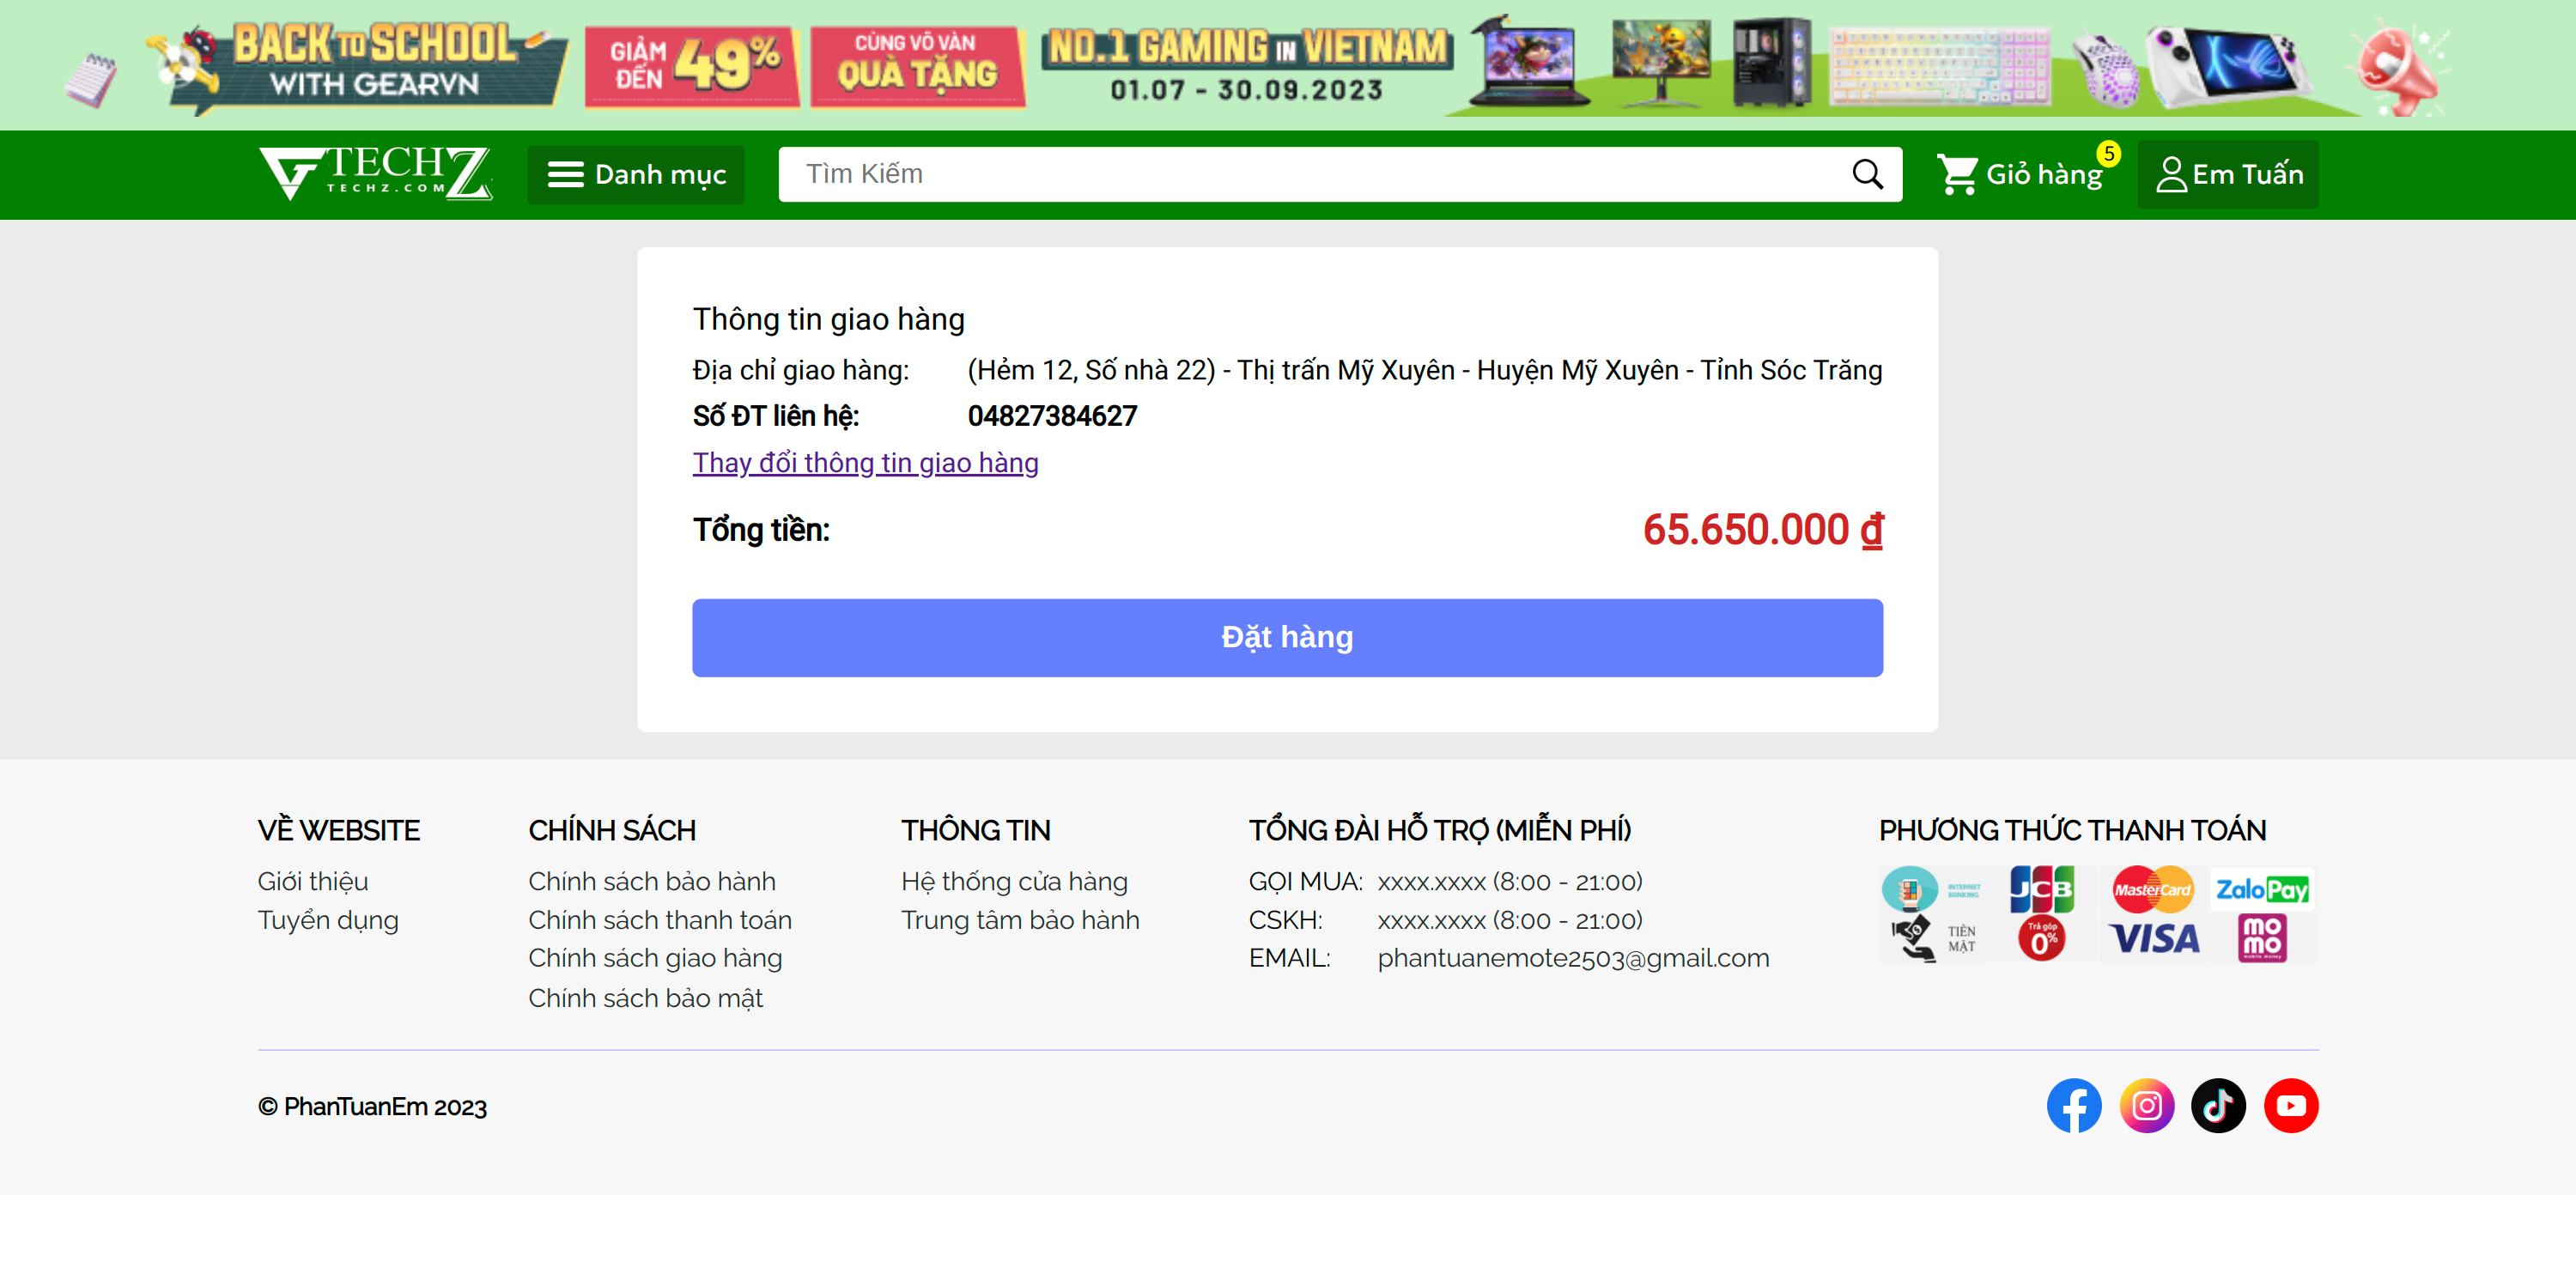 BACK TO SCHOOL
WITH GEARVN
GIẢM
ĐẾN 49%
CÙNG VÔ VÀN
QUÀ TẶNG
NO.1 GAMING IN VIETNAM
01.07 - 30.09.2023
TECHZ
TECHZ.COM
Danh mục
Tìm Kiếm
Giỏ hàng
5
Em Tuấn
Thông tin giao hàng
Địa chỉ giao hàng: (Hẻm 12, Số nhà 22) - Thị trấn Mỹ Xuyên - Huyện Mỹ Xuyên - Tỉnh Sóc Trăng
Số ĐT liên hệ: 04827384627
Thay đổi thông tin giao hàng
Tổng tiền: 65.650.000 ₫
Đặt hàng
VỀ WEBSITE
Giới thiệu
Tuyển dụng
CHÍNH SÁCH
Chính sách bảo hành
Chính sách thanh toán
Chính sách giao hàng
Chính sách bảo mật
THÔNG TIN
Hệ thống cửa hàng
Trung tâm bảo hành
TỔNG ĐÀI HỖ TRỢ (MIỄN PHÍ)
GỌI MUA: xxxx.xxxx (8:00 - 21:00)
CSKH: xxxx.xxxx (8:00 - 21:00)
EMAIL: phantuanemote2503@gmail.com
PHƯƠNG THỨC THANH TOÁN
INTERNET
BANKING
JCB
MasterCard
ZaloPay
TIỀN
MẶT
Trả góp
0%
VISA
mo
mo
mobile money
© PhanTuanEm 2023